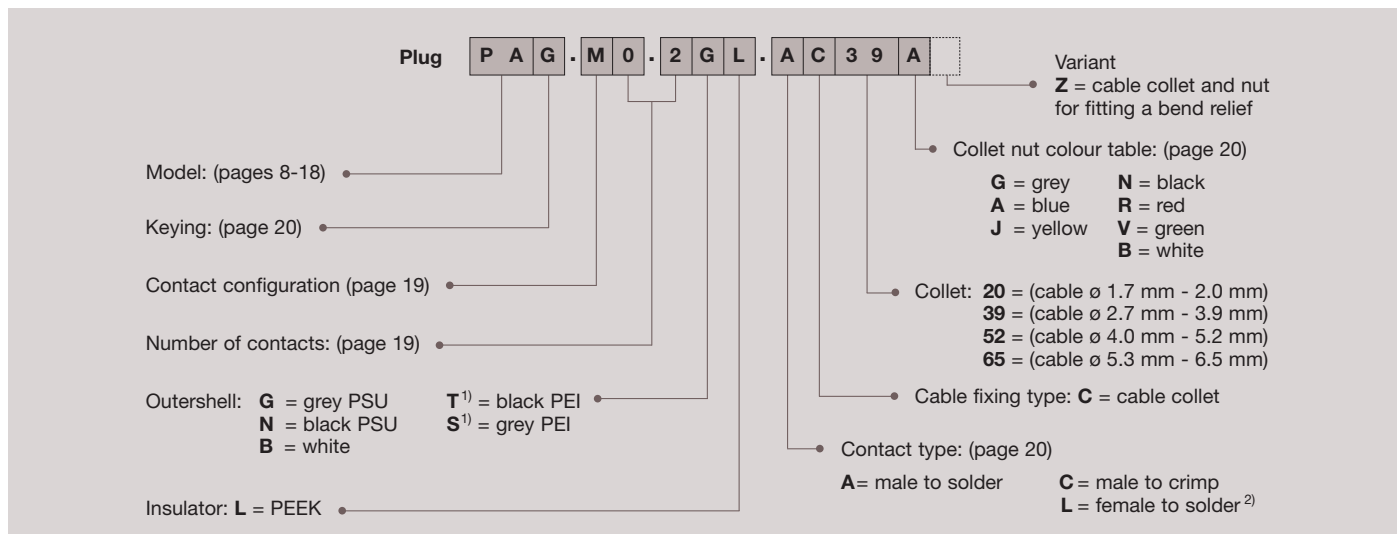 Plug PAG.M0.2GL.AC39A
Variant
Z = cable collet and nut
for fitting a bend relief
Collet nut colour table: (page 20)
G = grey N = black
A = blue R = red
J = yellow V = green
B = white
Model: (pages 8-18)
Keying: (page 20)
Contact configuration (page 19)
Number of contacts: (page 19)
Collet: 20 = (cable ø 1.7 mm - 2.0 mm)
39 = (cable ø 2.7 mm - 3.9 mm)
52 = (cable ø 4.0 mm - 5.2 mm)
65 = (cable ø 5.3 mm - 6.5 mm)
Outershell: G = grey PSU T1) = black PEI
N = black PSU S1) = grey PEI
B = white
Cable fixing type: C = cable collet
Contact type: (page 20)
A= male to solder C = male to crimp
L = female to solder 2)
Insulator: L = PEEK